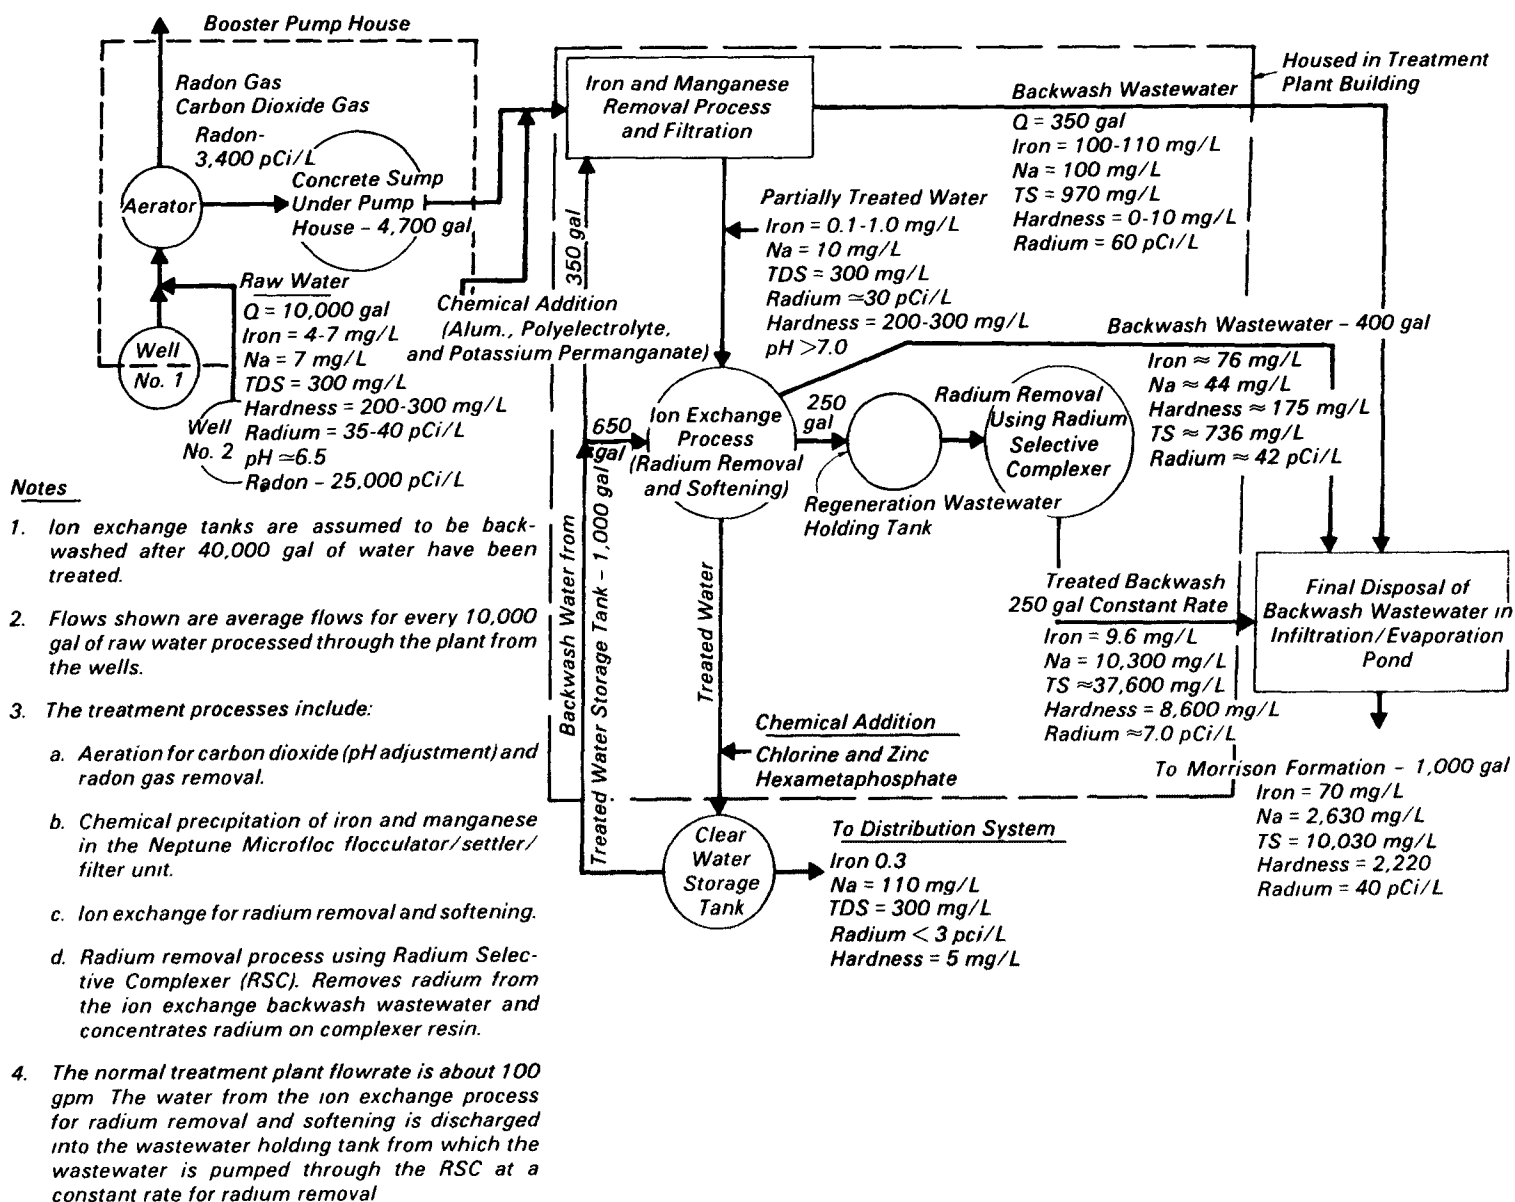 Booster Pump House
Radon Gas
Carbon Dioxide Gas
Radon-
3,400 pCi/L
Aerator
Concrete Sump
Under Pump
House – 4,700 gal
Raw Water
Q = 10,000 gal
Iron = 4-7 mg/L
Na = 7 mg/L
TDS = 300 mg/L
Hardness = 200-300 mg/L
Radium = 35-40 pCi/L
pH ≃6.5
Radon – 25,000 pCi/L
Well
No. 1
Well
No. 2
Iron and Manganese
Removal Process
and Filtration
Housed in Treatment
Plant Building
Backwash Wastewater
Q = 350 gal
Iron = 100-110 mg/L
Na = 100 mg/L
TS = 970 mg/L
Hardness = 0-10 mg/L
Radium = 60 pCi/L
350 gal
Chemical Addition
(Alum., Polyelectrolyte,
and Potassium Permanganate)
Partially Treated Water
Iron = 0.1-1.0 mg/L
Na = 10 mg/L
TDS = 300 mg/L
Radium ≃30 pCi/L
Hardness = 200-300 mg/L
pH >7.0
Backwash Wastewater – 400 gal
Iron ≈ 76 mg/L
Na ≈ 44 mg/L
Hardness ≈ 175 mg/L
TS ≈ 736 mg/L
Radium ≈ 42 pCi/L
650
gal
Ion Exchange
Process
(Radium Removal
and Softening)
250
gal
Regeneration Wastewater
Holding Tank
Radium Removal
Using Radium
Selective
Complexer
Backwash Water from
Treated Water Storage Tank – 1,000 gal
Treated Water
Treated Backwash
250 gal Constant Rate
Iron = 9.6 mg/L
Na = 10,300 mg/L
TS ≈37,600 mg/L
Hardness = 8,600 mg/L
Radium ≈7.0 pCi/L
Final Disposal of
Backwash Wastewater in
Infiltration/Evaporation
Pond
To Morrison Formation – 1,000 gal
Iron = 70 mg/L
Na = 2,630 mg/L
TS = 10,030 mg/L
Hardness = 2,220
Radium = 40 pCi/L
Chemical Addition
Chlorine and Zinc
Hexametaphosphate
Clear
Water
Storage
Tank
To Distribution System
Iron 0.3
Na = 110 mg/L
TDS = 300 mg/L
Radium < 3 pci/L
Hardness = 5 mg/L
Notes
1. Ion exchange tanks are assumed to be back-
washed after 40,000 gal of water have been
treated.
2. Flows shown are average flows for every 10,000
gal of raw water processed through the plant from
the wells.
3. The treatment processes include:
a. Aeration for carbon dioxide (pH adjustment) and
radon gas removal.
b. Chemical precipitation of iron and manganese
in the Neptune Microfloc flocculator/settler/
filter unit.
c. Ion exchange for radium removal and softening.
d. Radium removal process using Radium Selec-
tive Complexer (RSC). Removes radium from
the ion exchange backwash wastewater and
concentrates radium on complexer resin.
4. The normal treatment plant flowrate is about 100
gpm The water from the ion exchange process
for radium removal and softening is discharged
into the wastewater holding tank from which the
wastewater is pumped through the RSC at a
constant rate for radium removal